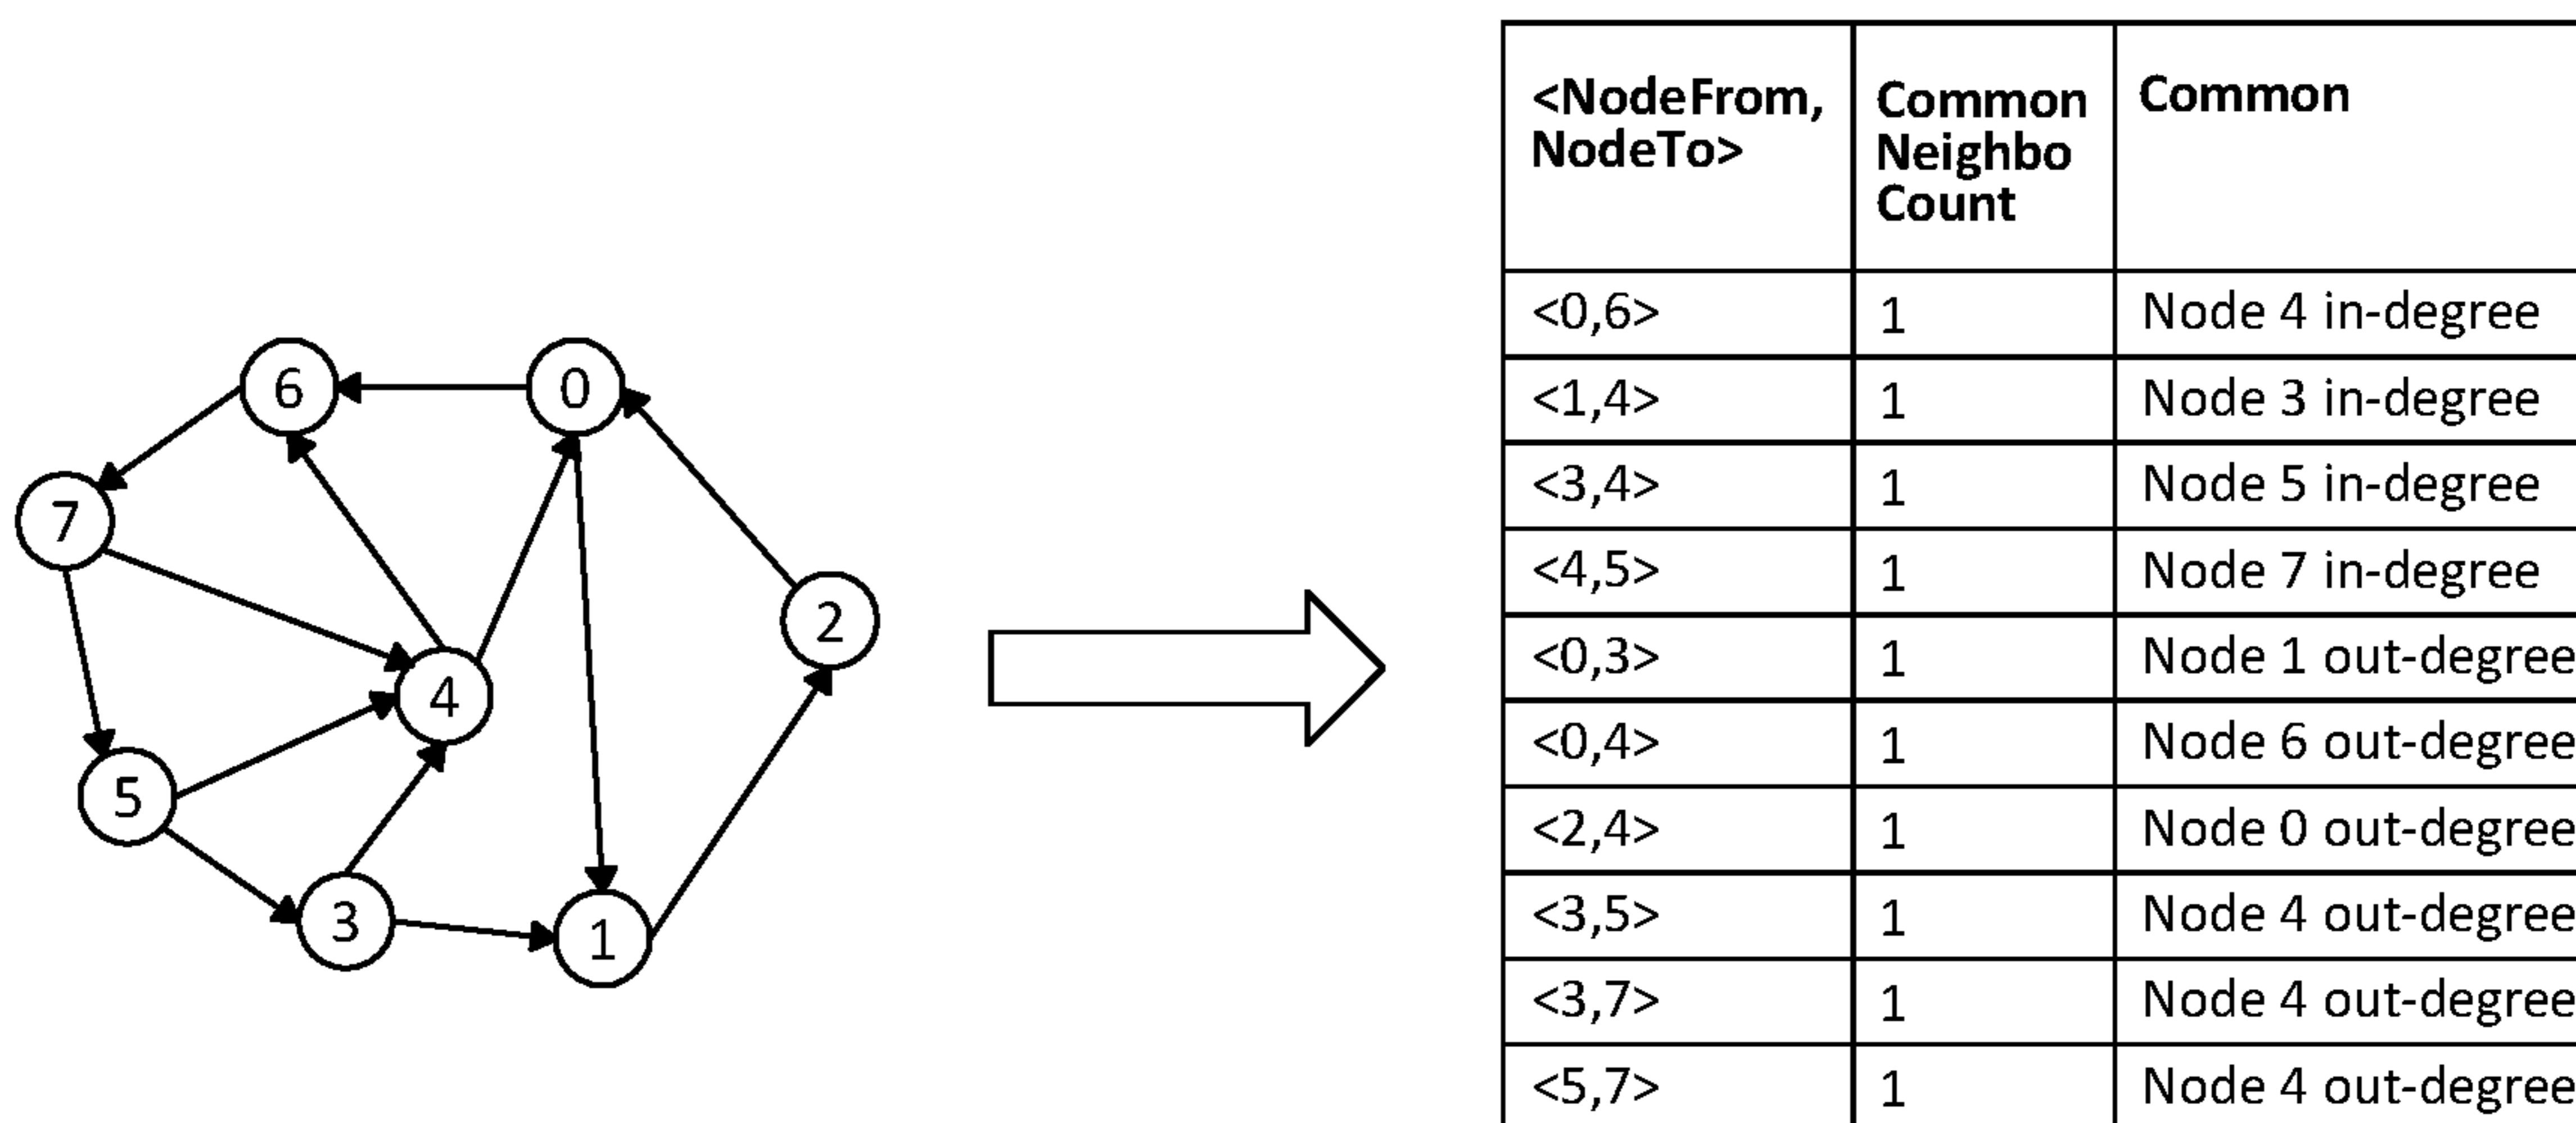 6
0
7
2
4
5
3
1
<NodeFrom,
NodeTo>
Common
Neighbo
Count
Common
<0,6> 1 Node 4 in-degree
<1,4> 1 Node 3 in-degree
<3,4> 1 Node 5 in-degree
<4,5> 1 Node 7 in-degree
<0,3> 1 Node 1 out-degree
<0,4> 1 Node 6 out-degree
<2,4> 1 Node 0 out-degree
<3,5> 1 Node 4 out-degree
<3,7> 1 Node 4 out-degree
<5,7> 1 Node 4 out-degree